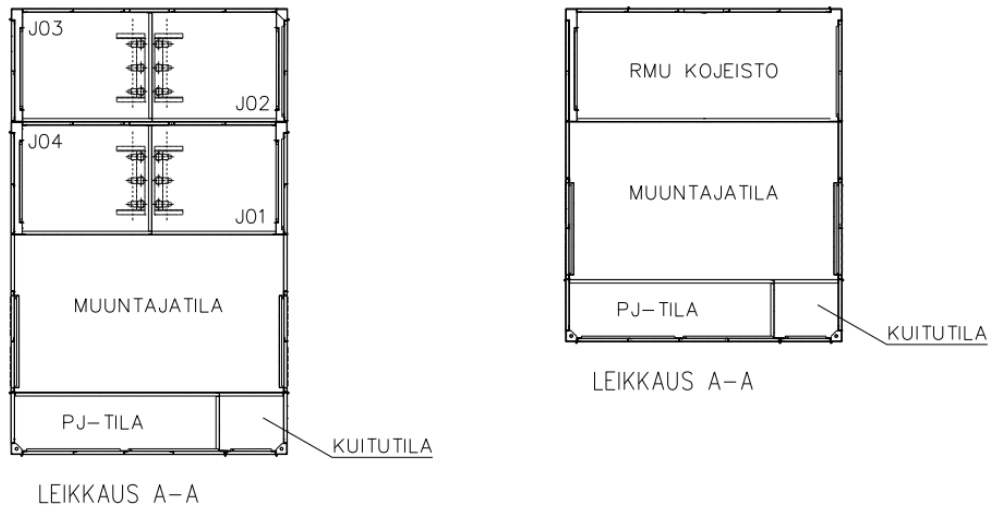 J03
J02
J04
J01
MUUNTAJATILA
PJ-TILA
KUITUTILA
LEIKKAUS A-A
RMU KOJEISTO
MUUNTAJATILA
PJ-TILA
KUITUTILA
LEIKKAUS A-A